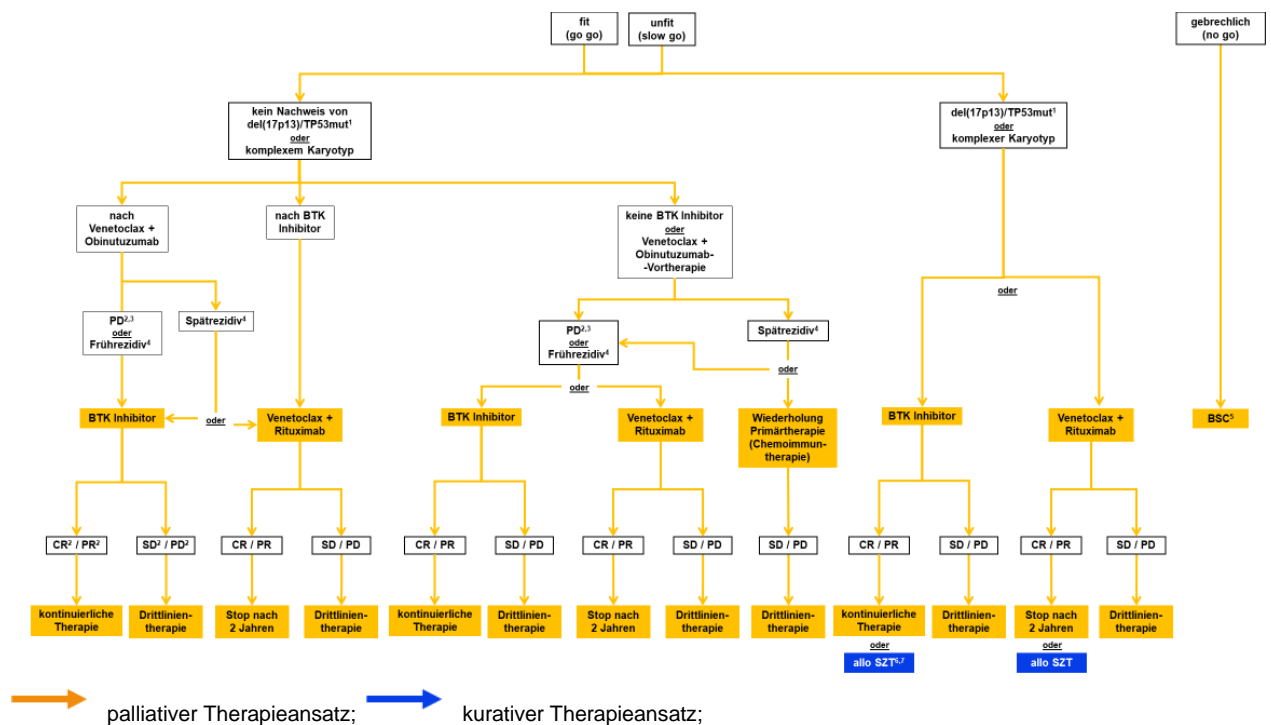 fit
(go go)
unfit
(slow go)
gebrechlich
(no go)
kein Nachweis von
del(17p13)/TP53mut¹
oder
komplexem Karyotyp
del(17p13)/TP53mut¹
oder
komplexer Karyotyp
nach
Venetoclax +
Obinutuzumab
nach BTK
Inhibitor
keine BTK Inhibitor
oder
Venetoclax +
Obinutuzumab-
-Vortherapie
oder
PD²,³
oder
Frührezidiv⁴
Spätrezidiv⁴
PD²,³
oder
Frührezidiv⁴
Spätrezidiv⁴
oder
oder
BTK Inhibitor
oder
Venetoclax +
Rituximab
BTK Inhibitor
Venetoclax +
Rituximab
Wiederholung
Primärtherapie
(Chemoimmun-
therapie)
BTK Inhibitor
Venetoclax +
Rituximab
BSC⁵
CR² / PR²
SD² / PD²
CR / PR
SD / PD
CR / PR
SD / PD
CR / PR
SD / PD
SD / PD
CR / PR
SD / PD
CR / PR
SD / PD
kontinuierliche
Therapie
Drittlinien-
therapie
Stop nach
2 Jahren
Drittlinien-
therapie
kontinuierliche
Therapie
Drittlinien-
therapie
Stop nach
2 Jahren
Drittlinien-
therapie
Drittlinien-
therapie
kontinuierliche
Therapie
oder
allo SZT⁶,⁷
Drittlinien-
therapie
Stop nach
2 Jahren
oder
allo SZT
Drittlinien-
therapie
palliativer Therapieansatz; kurativer Therapieansatz;